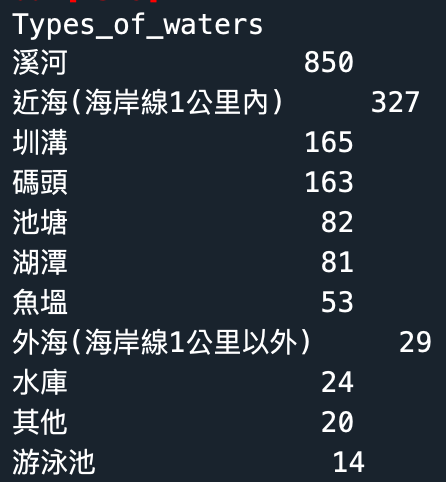 Types_of_waters
溪河 850
近海(海岸線1公里內) 327
圳溝 165
碼頭 163
池塘 82
湖潭 81
魚塭 53
外海(海岸線1公里以外) 29
水庫 24
其他 20
游泳池 14